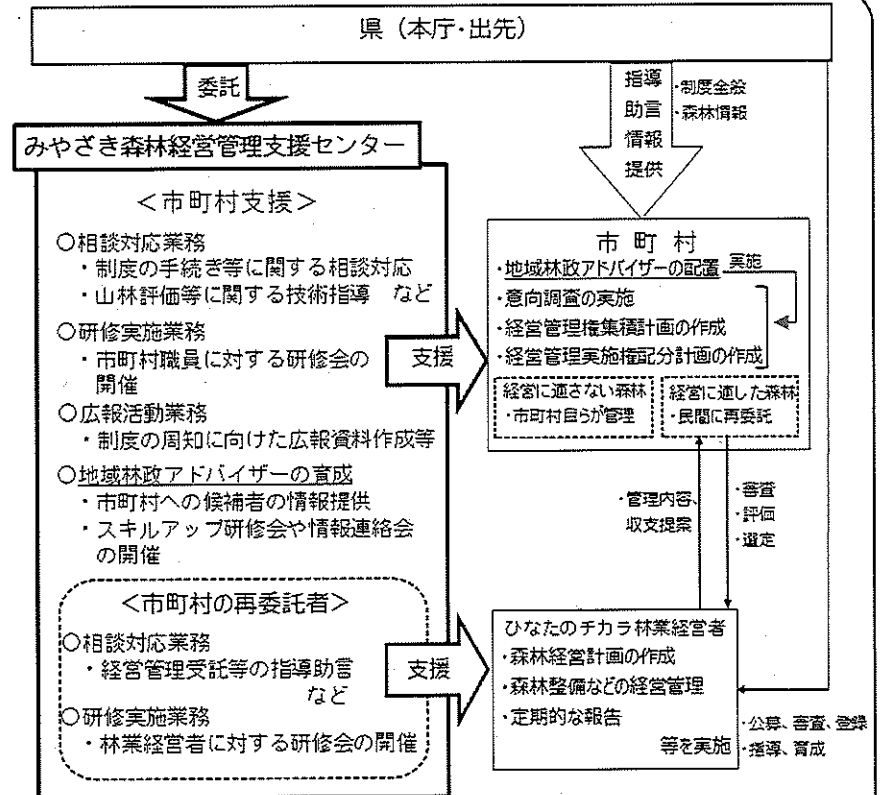 県（本庁・出先）
委託
指導
助言
情報
提供
・制度全般
・森林情報
みやざき森林経営管理支援センター
＜市町村支援＞
○相談対応業務
・制度の手続き等に関する相談対応
・山林評価等に関する技術指導 など
○研修実施業務
・市町村職員に対する研修会の
開催
○広報活動業務
・制度の周知に向けた広報資料作成等
○地域林政アドバイザーの育成
・市町村への候補者の情報提供
・スキルアップ研修会や情報連絡会
の開催
＜市町村の再委託者＞
○相談対応業務
・経営管理受託等の指導助言
など
○研修実施業務
・林業経営者に対する研修会の開催
支援
支援
市町村
・地域林政アドバイザーの配置
実施
・意向調査の実施
・経営管理権集積計画の作成
・経営管理実施権配分計画の作成
経営に適さない森林
・市町村自らが管理
経営に適した森林
・民間に再委託
・管理内容、
収支提案
・審査
・評価
・選定
ひなたのチカラ林業経営者
・森林経営計画の作成
・森林整備などの経営管理
・定期的な報告
等を実施
・公募、審査、登録
・指導、育成